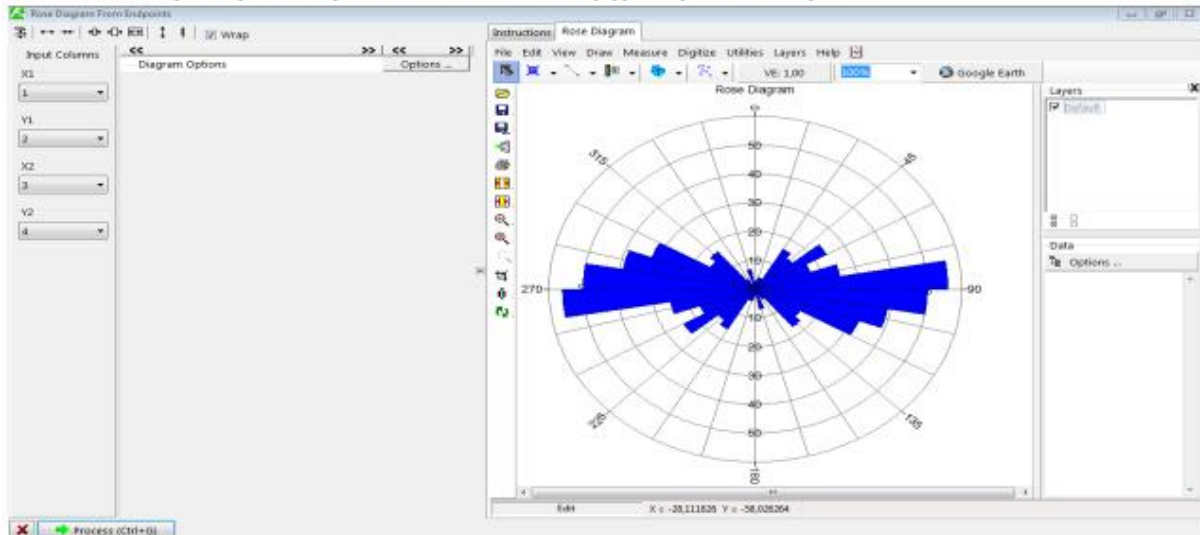 Rose Diagram From Endpoints
Wrap
Input Columns
X1
1
Y1
2
X2
3
Y2
4
<< >> << >>
Diagram Options
Options ...
Instructions Rose Diagram
File Edit View Draw Measure Digitize Utilities Layers Help
VE: 1,00 100% Google Earth
Rose Diagram
0
50
40
30
20
10
315
45
270
90
10
20
30
40
50
225
135
180
Layers
Default
Data
Options ...
Edit X = -28,111826 Y = -58,026264
Process (Ctrl+G)